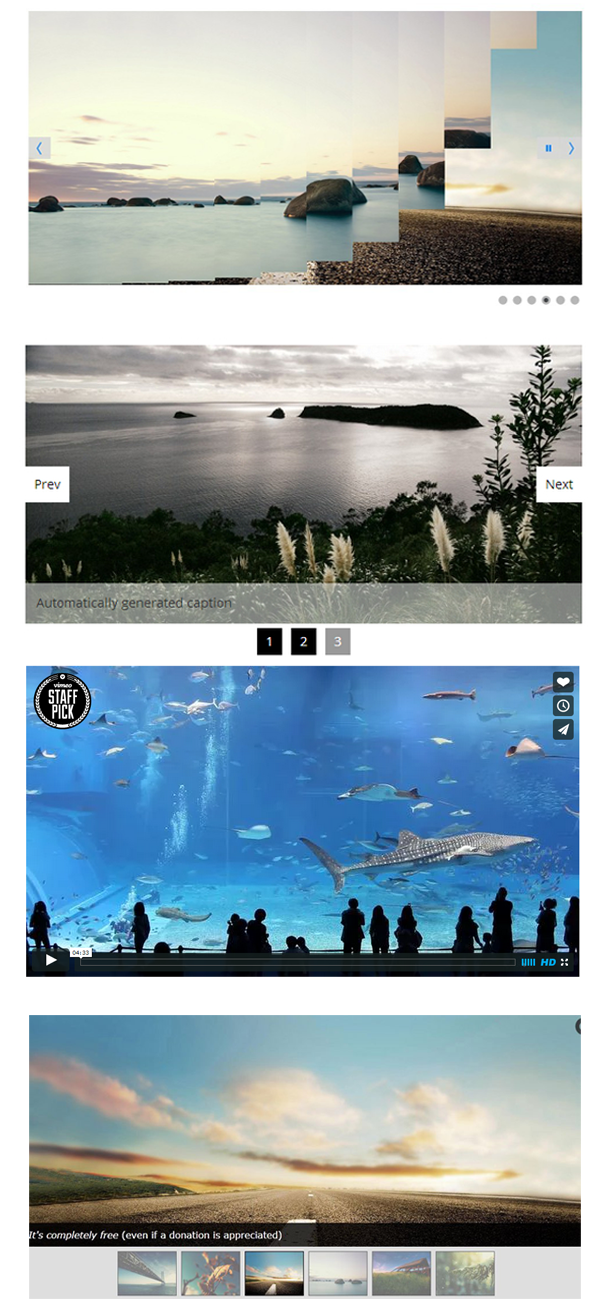 Prev
Next
Automatically generated caption
1 2 3
vimeo
STAFF
PICK
04:33
HD
It's completely free (even if a donation is appreciated)